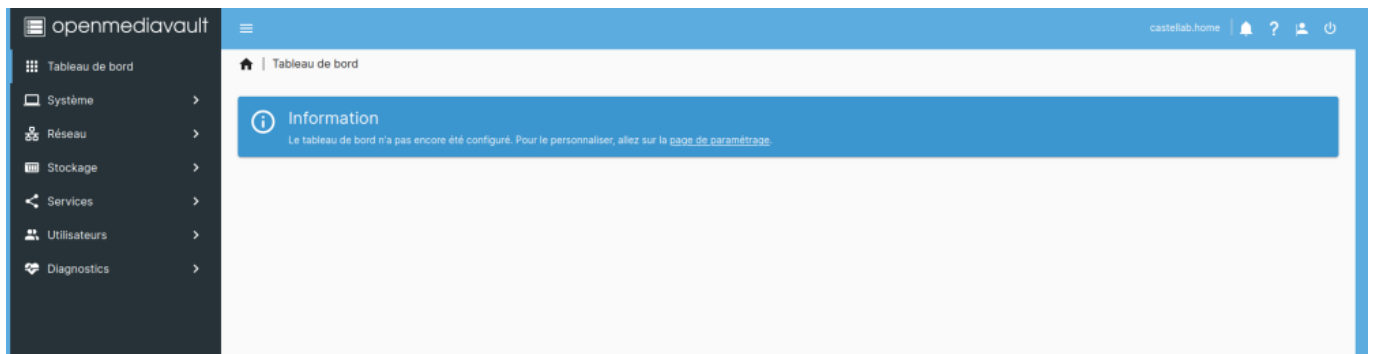 openmediavault
castellab.home
?
Tableau de bord
Tableau de bord
Système
Réseau
Stockage
Services
Utilisateurs
Diagnostics
Information
Le tableau de bord n'a pas encore été configuré. Pour le personnaliser, allez sur la page de paramétrage.